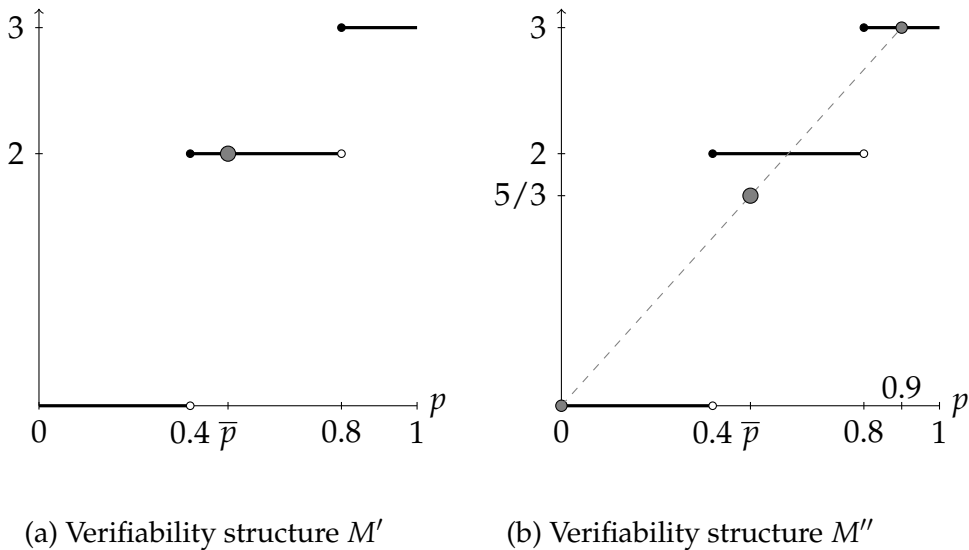 3
2
p
0
0.4
p̅
0.8
1
(a) Verifiability structure M′
3
2
5/3
0.9
p
0
0.4
p̅
0.8
1
(b) Verifiability structure M″